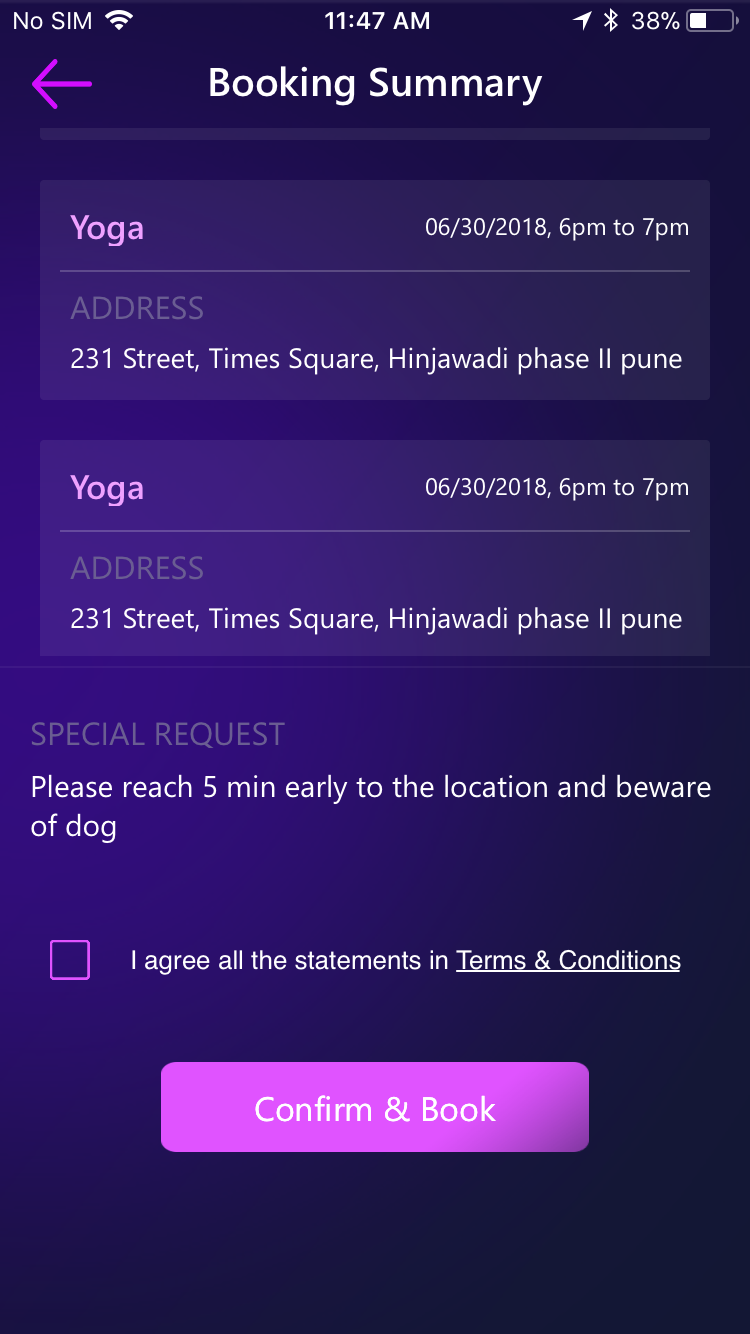 No SIM 11:47 AM 38%
Booking Summary
Yoga 06/30/2018, 6pm to 7pm
ADDRESS
231 Street, Times Square, Hinjawadi phase II pune
Yoga 06/30/2018, 6pm to 7pm
ADDRESS
231 Street, Times Square, Hinjawadi phase II pune
SPECIAL REQUEST
Please reach 5 min early to the location and beware
of dog
I agree all the statements in Terms & Conditions
Confirm & Book